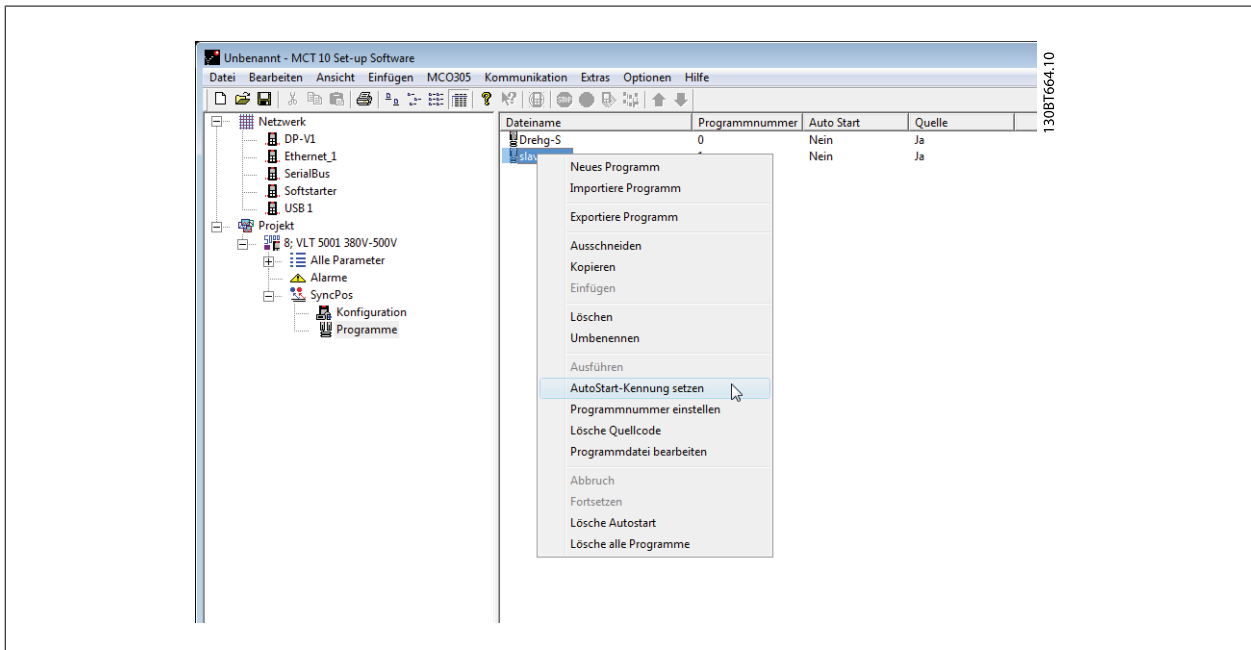 Unbenannt - MCT 10 Set-up Software
Datei Bearbeiten Ansicht Einfügen MCO305 Kommunikation Extras Optionen Hilfe
Netzwerk
DP-V1
Ethernet_1
SerialBus
Softstarter
USB 1
Projekt
8; VLT 5001 380V-500V
Alle Parameter
Alarme
SyncPos
Konfiguration
Programme
Dateiname Programmnummer Auto Start Quelle
Drehg-S 0 Nein Ja
Nein Ja
Neues Programm
Importiere Programm
Exportiere Programm
Ausschneiden
Kopieren
Einfügen
Löschen
Umbenennen
Ausführen
AutoStart-Kennung setzen
Programmnummer einstellen
Lösche Quellcode
Programmdatei bearbeiten
Abbruch
Fortsetzen
Lösche Autostart
Lösche alle Programme
130BT664.10